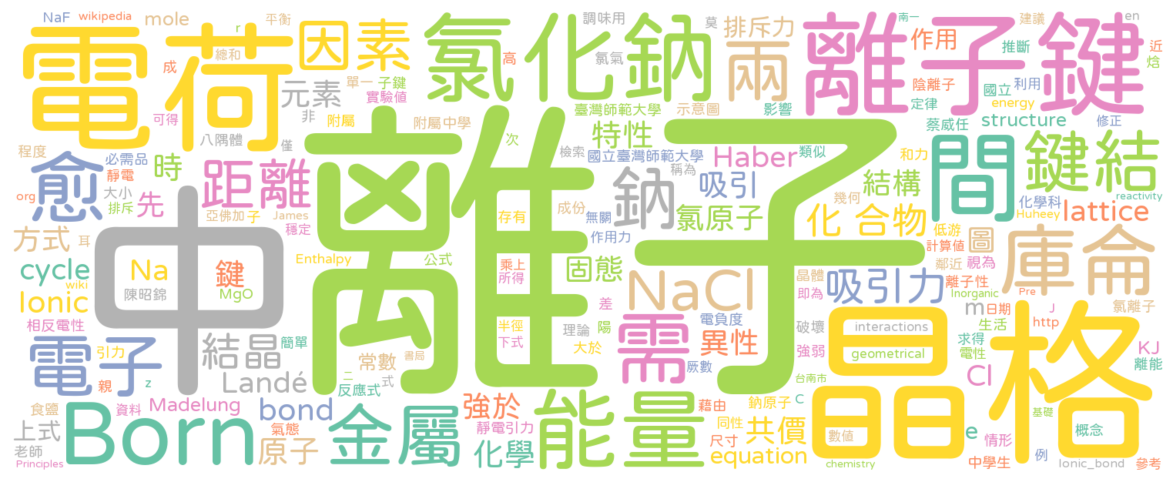 NaF
wikipedia
mole
r
平衡
電荷
總和
因素
氯化鈉
調味用
氯氣
排斥力
兩
莫
離子鍵
作用
南一
建議
en
推斷
近
焓
成
高
單一
子鍵
實驗值
元素
非
可得
八隅體
附屬
僅
附屬中學
次
臺灣師範大學
示意圖
影響
陰離子
國立
利用
定律
energy
修正
特性
檢索
國立臺灣師範大學
稱為
Haber
類似
蔡威任
structure
和力
程度
必需品
靜電
時
愈
大小
排斥
先
距離
離子
鈉
吸引
幾何
結構
間
鍵結
化學科
Huheey
reactivity
lattice
org
亞佛加
子
James
穩定
中
存有
成份
無關
氯原子
化合物
低游
計算值
圖
庫侖
方式
耳
作用力
鄰近
視為
cycle
wiki
Na
鍵
Enthalpy
公式
乘上
所得
固態
晶體
即為
離子性
Inorganic
Pre
陳昭錦
MgO
NaCl
吸引力
氯離子
Ionic
相反電性
差
m
日期
J
http
半徑
下式
理論
陽
大於
電負度
破壞
interactions
生活
電子
引力
結晶
簡單
常數
書局
需
異性
強弱
晶格
geometrical
求得
電性
KJ
離能
親
z
Landé
二
反應式
式
厥數
Cl
台南市
食鹽
資料
Madelung
bond
強於
能量
藉由
同性
C
基礎
上式
Born
氣態
金屬
靜電引力
尺寸
共價
數值
e
情形
概念
老師
原子
化學
鈉原子
equation
chemistry
中學生
例
Ionic_bond
參考
Principles